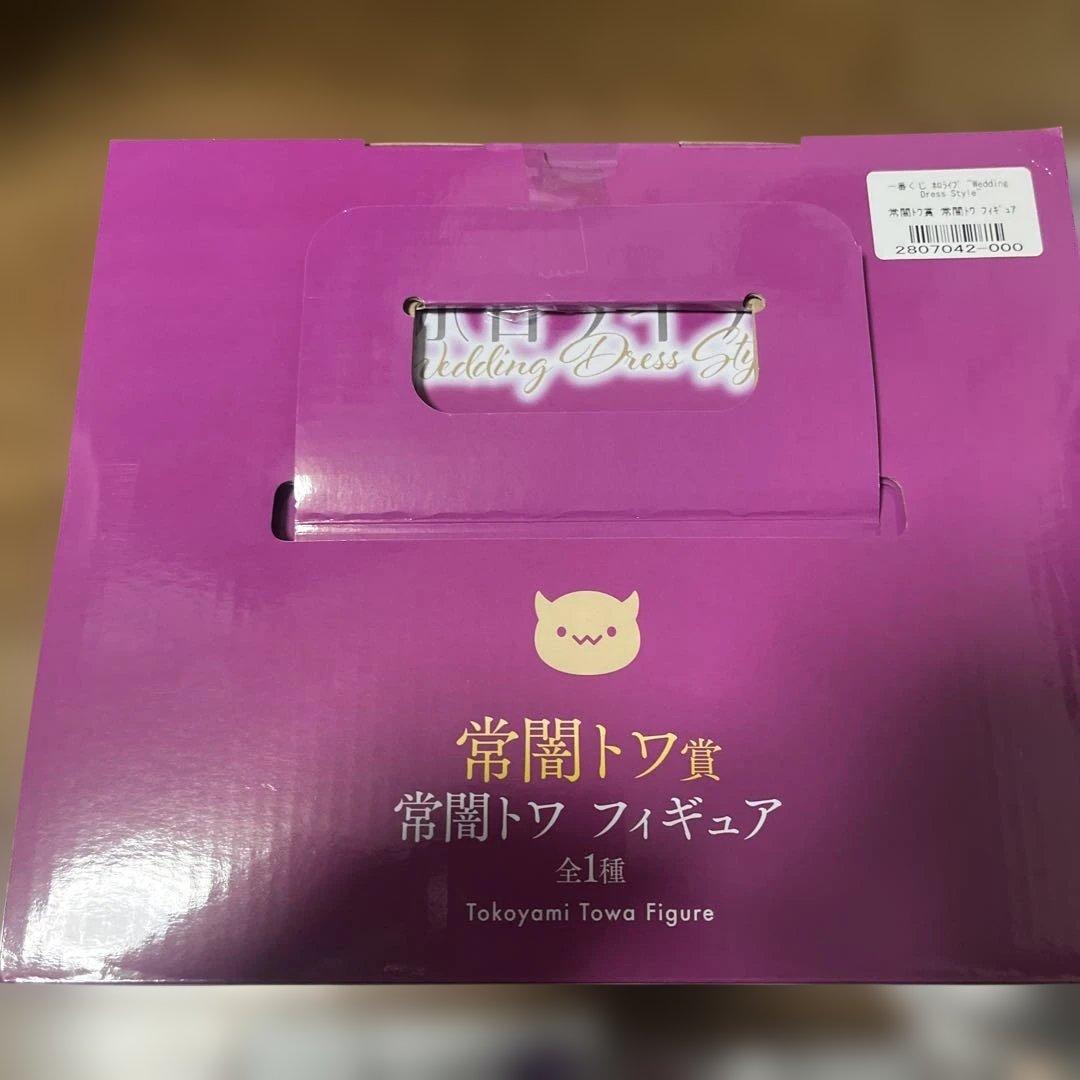 一番くじ ﾎﾛﾗｲﾌﾞ "Wedding
Dress Style"
常闇ﾄﾜ賞 常闇ﾄﾜ ﾌｨｷﾞｭｱ
2807042-000
Wedding Dress Sty
常闇トワ賞
常闇トワ フィギュア
全1種
Tokoyami Towa Figure